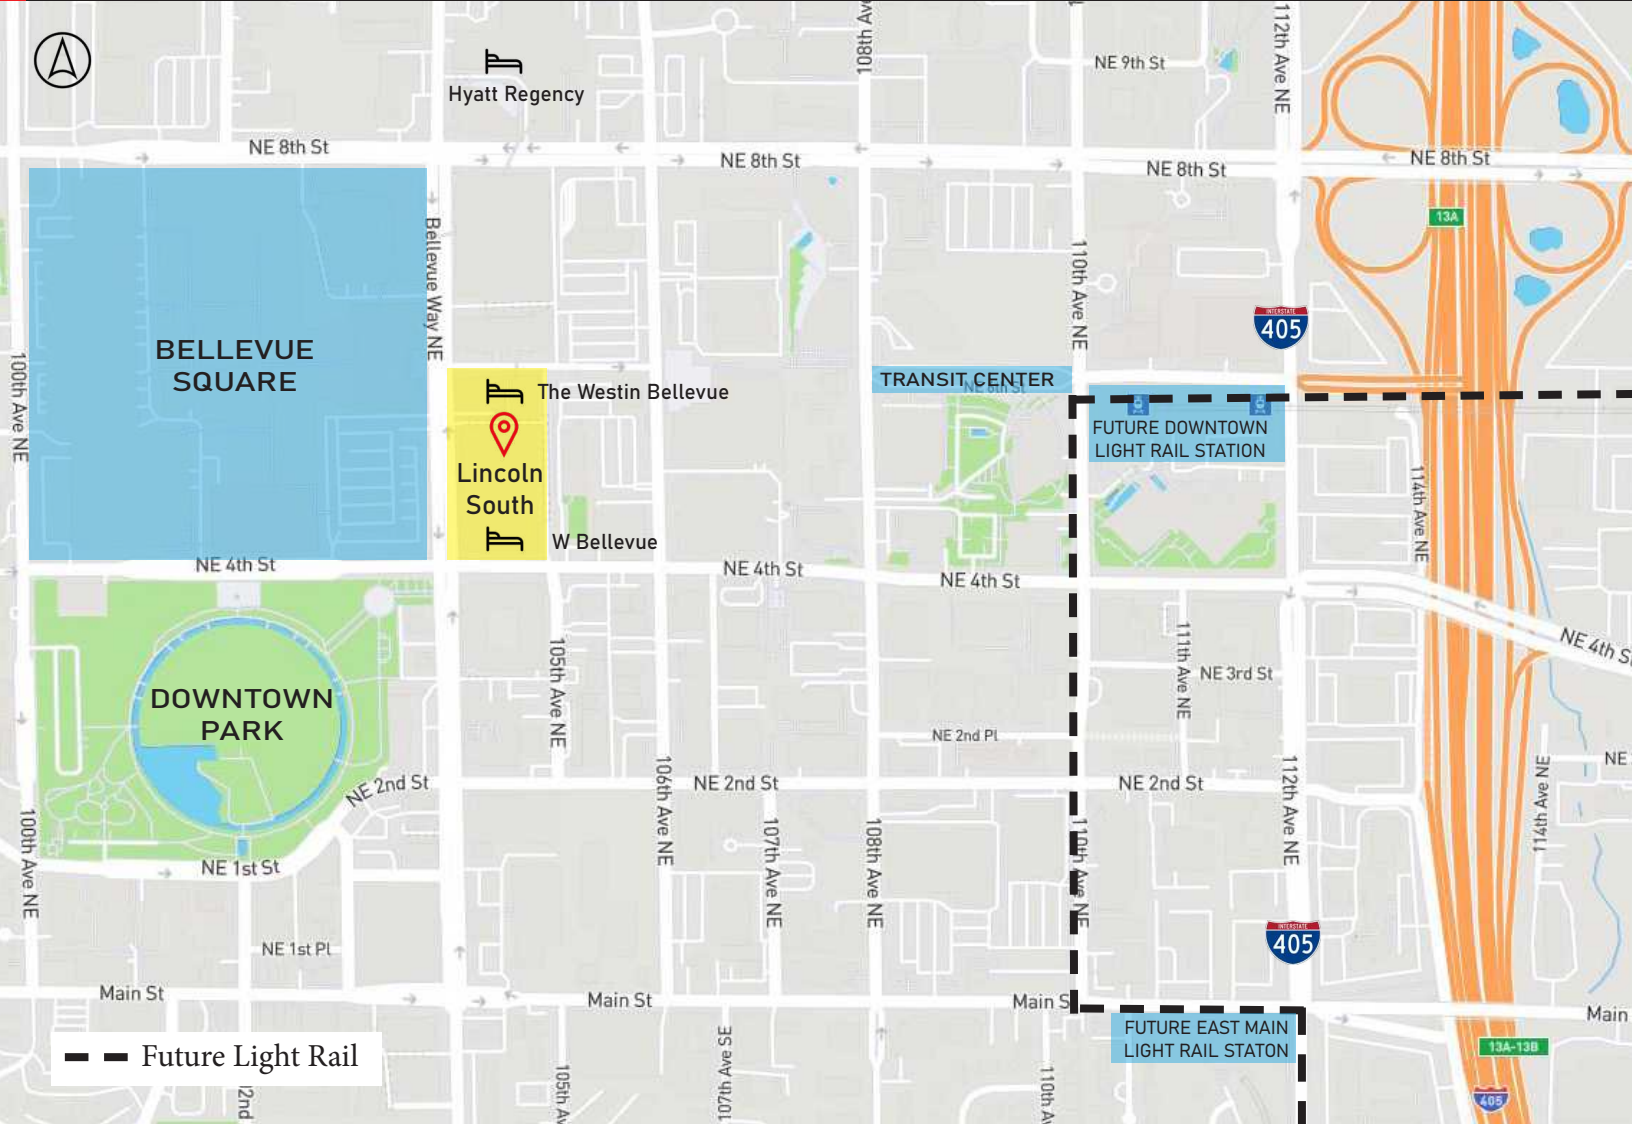 108th Av
112th Ave NE
NE 9th St
Hyatt Regency
NE 8th St
NE 8th St
NE 8th St
NE 8th St
13A
Bellevue Way NE
110th Ave NE
INTERSTATE
405
BELLEVUE
SQUARE
100th Ave NE
The Westin Bellevue
Lincoln
South
W Bellevue
TRANSIT CENTER
NE 6th St
FUTURE DOWNTOWN
LIGHT RAIL STATION
114th Ave NE
NE 4th St
NE 4th St
NE 4th St
NE 4th S
105th Ave NE
111th Ave NE
NE 3rd St
DOWNTOWN
PARK
NE 2nd Pl
NE 2nd St
NE 2nd St
NE 2nd St
106th Ave NE
112th Ave NE
114th Ave NE
NE
100th Ave NE
107th Ave NE
108th Ave NE
110th Ave NE
NE 1st St
NE 1st Pl
INTERSTATE
405
Main St
Main St
Main S
Main
FUTURE EAST MAIN
LIGHT RAIL STATON
13A-13B
405
Future Light Rail
02nd
105th Av
107th Ave SE
110th A